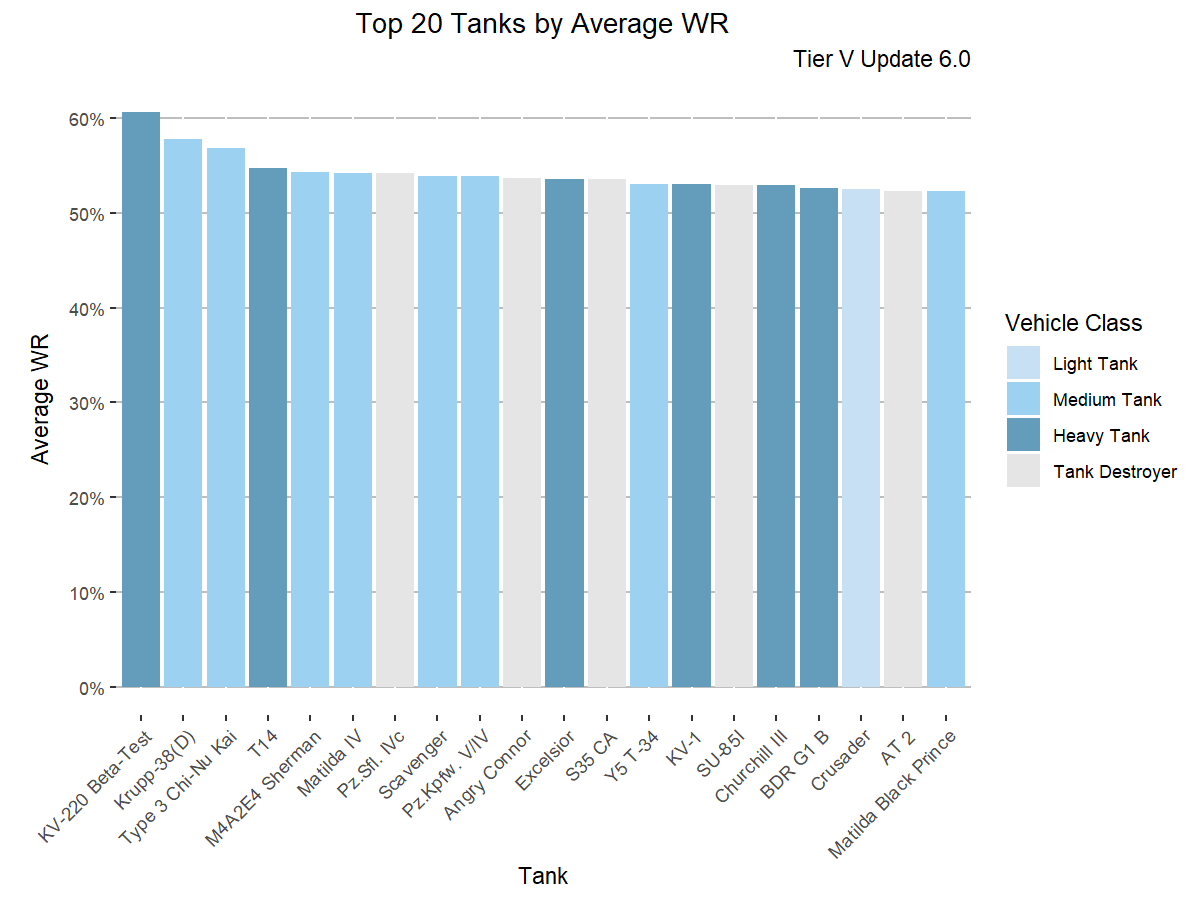 Top 20 Tanks by Average WR
Tier V Update 6.0
Average WR
60%
50%
40%
30%
20%
10%
0%
KV-220 Beta-Test
Krupp-38(D)
Type 3 Chi-Nu Kai
T14
M4A2E4 Sherman
Matilda IV
Pz.Sfl. IVc
Scavenger
Pz.Kpfw. V/IV
Angry Connor
Excelsior
S35 CA
Y5 T-34
KV-1
SU-85I
Churchill III
BDR G1 B
Crusader
AT 2
Matilda Black Prince
Tank
Vehicle Class
Light Tank
Medium Tank
Heavy Tank
Tank Destroyer